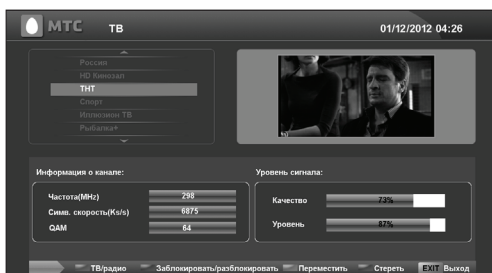 МТС ТВ 01/12/2012 04:26
Россия
HD Кинозал
ТНТ
Спорт
Иллюзион ТВ
Рыбалка+
Информация о канале:
Частота(MHz) 298
Симв. скорость(Ks/s) 6875
QAM 64
Уровень сигнала:
Качество 73%
Уровень 87%
ТВ/радио Заблокировать/разблокировать Переместить Стереть EXIT Выход